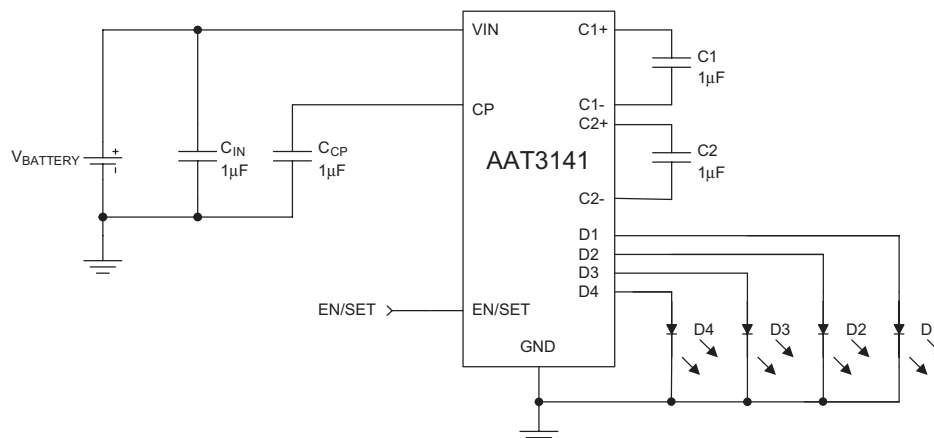 VIN
C1+
C1
1µF
C1-
CP
C2+
AAT3141
C2
1µF
C2-
VBATTERY
+
-
CIN
1µF
CCP
1µF
D1
D2
D3
D4
EN/SET
EN/SET
GND
D4
D3
D2
D